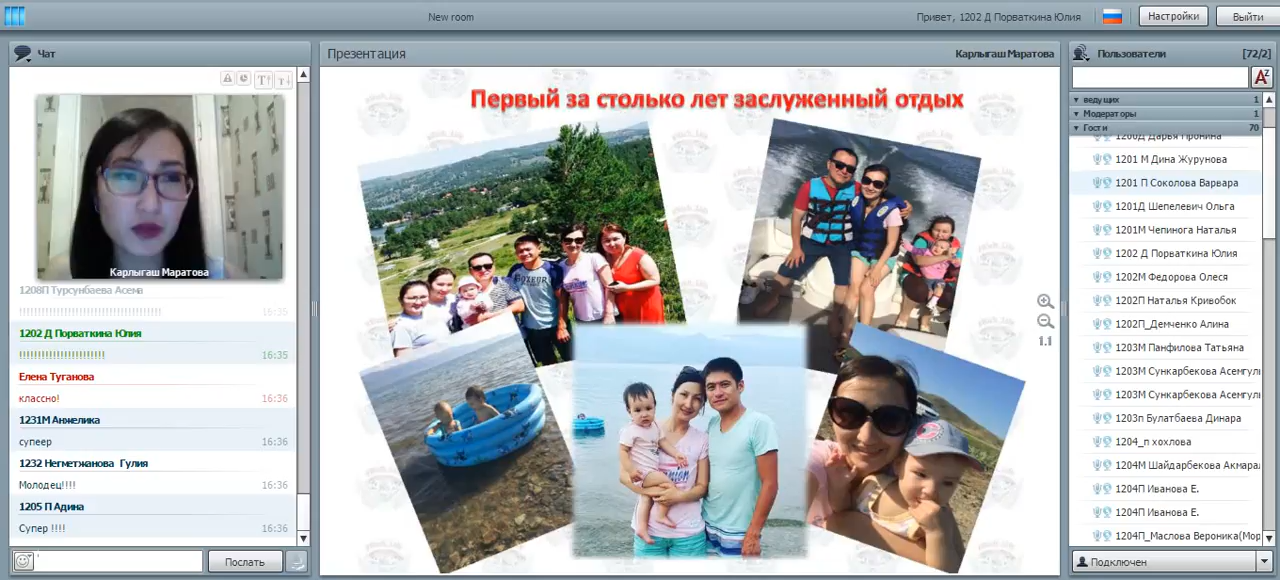 New room
Привет, 1202 Д Порваткина Юлия
Настройки
Выйти
Чат
Карлыгаш Маратова
1208П Турсунбаева Асема
!!!!!!!!!!!!!!!!!!!!!!!!!!!!!!!!!!!!!! 16:35
1202 Д Порваткина Юлия
!!!!!!!!!!!!!!!!!!!!!!! 16:35
Елена Туганова
классно! 16:36
1231М Анжелика
супеер 16:36
1232 Негметжанова Гулия
Молодец!!!! 16:36
1205 П Адина
Супер !!!! 16:36
Послать
Презентация
Карлыгаш Маратова
Первый за столько лет заслуженный отдых
1.1
Пользователи [72/2]
ведущих 1
Модераторы 1
Гости 70
1200Д Дарья Пронина
1201 М Дина Журунова
1201 П Соколова Варвара
1201Д Шепелевич Ольга
1201М Чепинога Наталья
1202 Д Порваткина Юлия
1202М Федорова Олеся
1202П Наталья Кривобок
1202П_Демченко Алина
1203М Панфилова Татьяна
1203М Сункарбекова Асемгул
1203М Сункарбекова Асемгул
1203п Булатбаева Динара
1204_п хохлова
1204М Шайдарбекова Акмарал
1204П Иванова Е.
1204П Иванова Е.
1204П_Маслова Вероника(Мор
Подключен